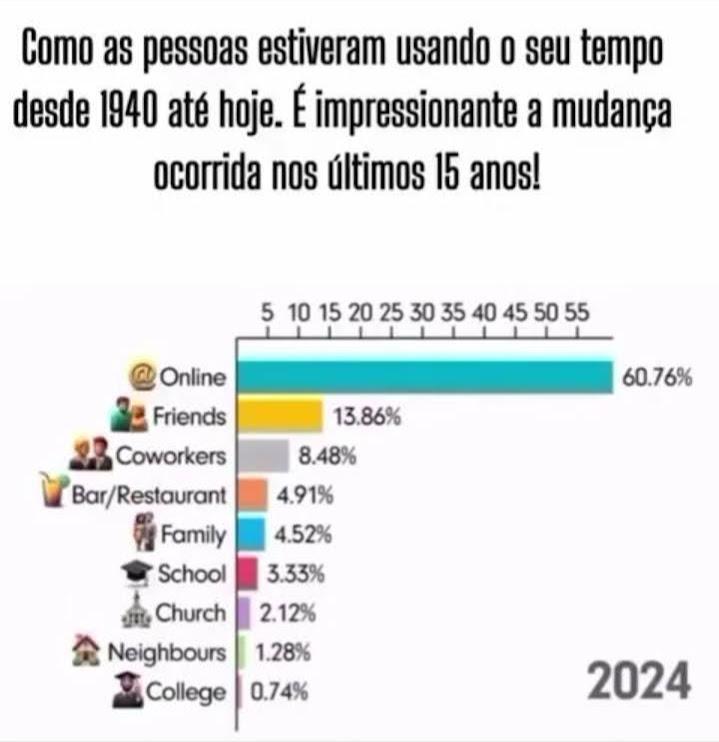 Como as pessoas estiveram usando o seu tempo
desde 1940 até hoje. É impressionante a mudança
ocorrida nos últimos 15 anos!
5 10 15 20 25 30 35 40 45 50 55
Online 60.76%
Friends 13.86%
Coworkers 8.48%
Bar/Restaurant 4.91%
Family 4.52%
School 3.33%
Church 2.12%
Neighbours 1.28%
College 0.74%
2024